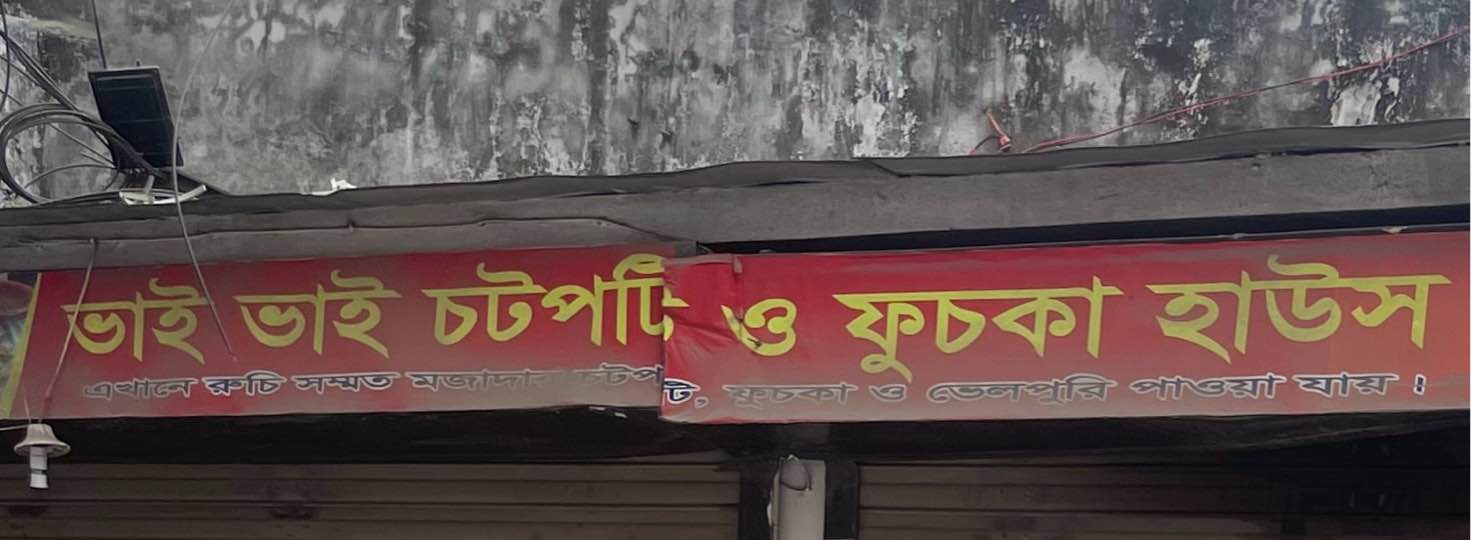 ভাই ভাই চটপটি ও ফুচকা হাউস
এখানে রুচি সম্মত মজাদার চটপটি, ফুচকা ও ভেলপুরি পাওয়া যায় !